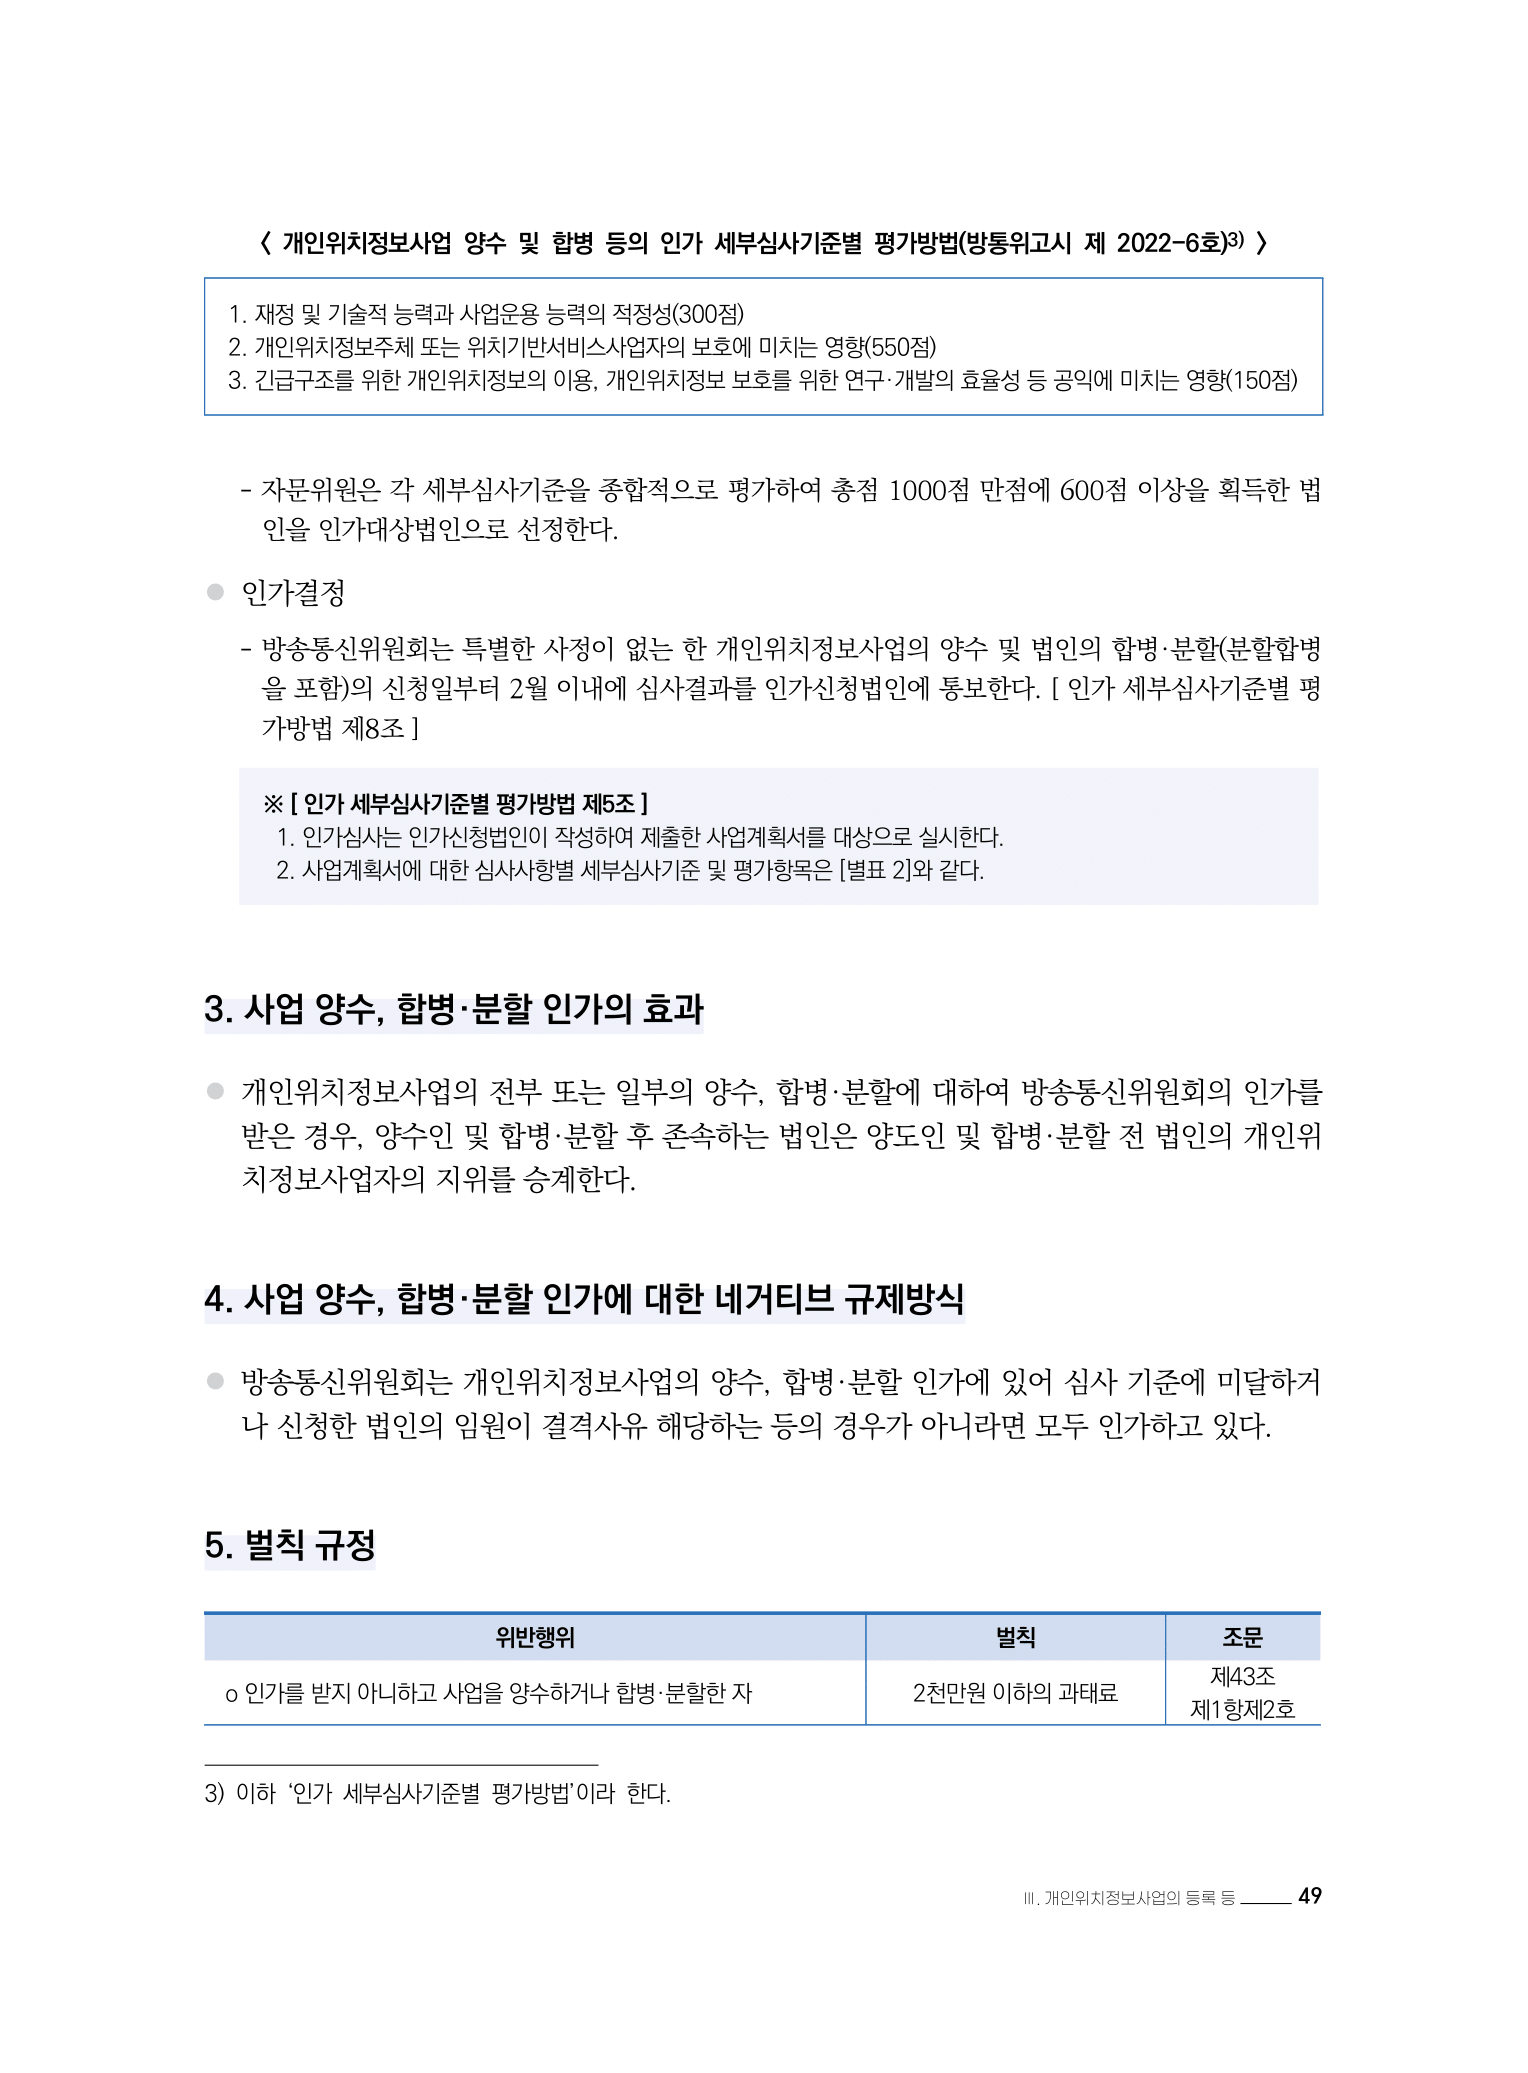 〈 개인위치정보사업 양수 및 합병 등의 인가 세부심사기준별 평가방법(방통위고시 제 2022-6호)3) 〉
1. 재정 및 기술적 능력과 사업운용 능력의 적정성(300점)
2. 개인위치정보주체 또는 위치기반서비스사업자의 보호에 미치는 영향(550점)
3. 긴급구조를 위한 개인위치정보의 이용, 개인위치정보 보호를 위한 연구·개발의 효율성 등 공익에 미치는 영향(150점)
- 자문위원은 각 세부심사기준을 종합적으로 평가하여 총점 1000점 만점에 600점 이상을 획득한 법
인을 인가대상법인으로 선정한다.
● 인가결정
- 방송통신위원회는 특별한 사정이 없는 한 개인위치정보사업의 양수 및 법인의 합병·분할(분할합병
을 포함)의 신청일부터 2월 이내에 심사결과를 인가신청법인에 통보한다. [ 인가 세부심사기준별 평
가방법 제8조 ]
※ [ 인가 세부심사기준별 평가방법 제5조 ]
1. 인가심사는 인가신청법인이 작성하여 제출한 사업계획서를 대상으로 실시한다.
2. 사업계획서에 대한 심사사항별 세부심사기준 및 평가항목은 [별표 2]와 같다.
3. 사업 양수, 합병·분할 인가의 효과
● 개인위치정보사업의 전부 또는 일부의 양수, 합병·분할에 대하여 방송통신위원회의 인가를
받은 경우, 양수인 및 합병·분할 후 존속하는 법인은 양도인 및 합병·분할 전 법인의 개인위
치정보사업자의 지위를 승계한다.
4. 사업 양수, 합병·분할 인가에 대한 네거티브 규제방식
● 방송통신위원회는 개인위치정보사업의 양수, 합병·분할 인가에 있어 심사 기준에 미달하거
나 신청한 법인의 임원이 결격사유 해당하는 등의 경우가 아니라면 모두 인가하고 있다.
5. 벌칙 규정
위반행위 벌칙 조문
o 인가를 받지 아니하고 사업을 양수하거나 합병·분할한 자 2천만원 이하의 과태료 제43조
제1항제2호
3) 이하 ‘인가 세부심사기준별 평가방법’이라 한다.
Ⅲ. 개인위치정보사업의 등록 등 49